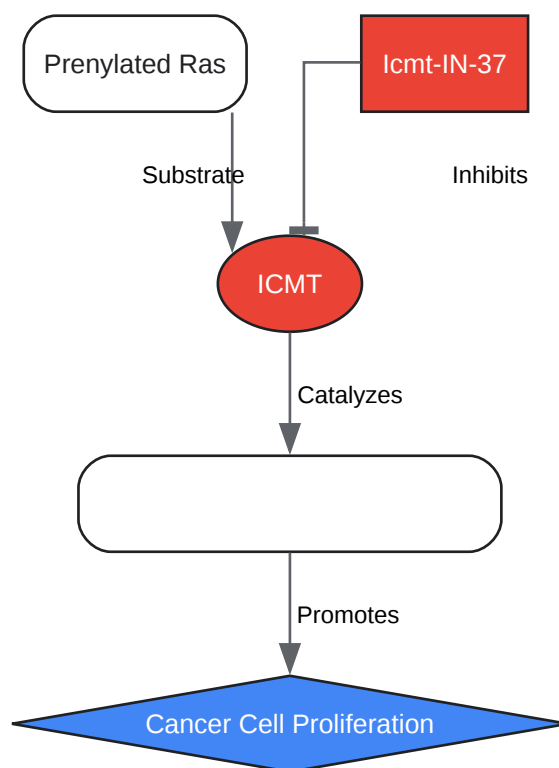 Prenylated Ras
Icmt-IN-37
Substrate
Inhibits
ICMT
Catalyzes
Promotes
Cancer Cell Proliferation